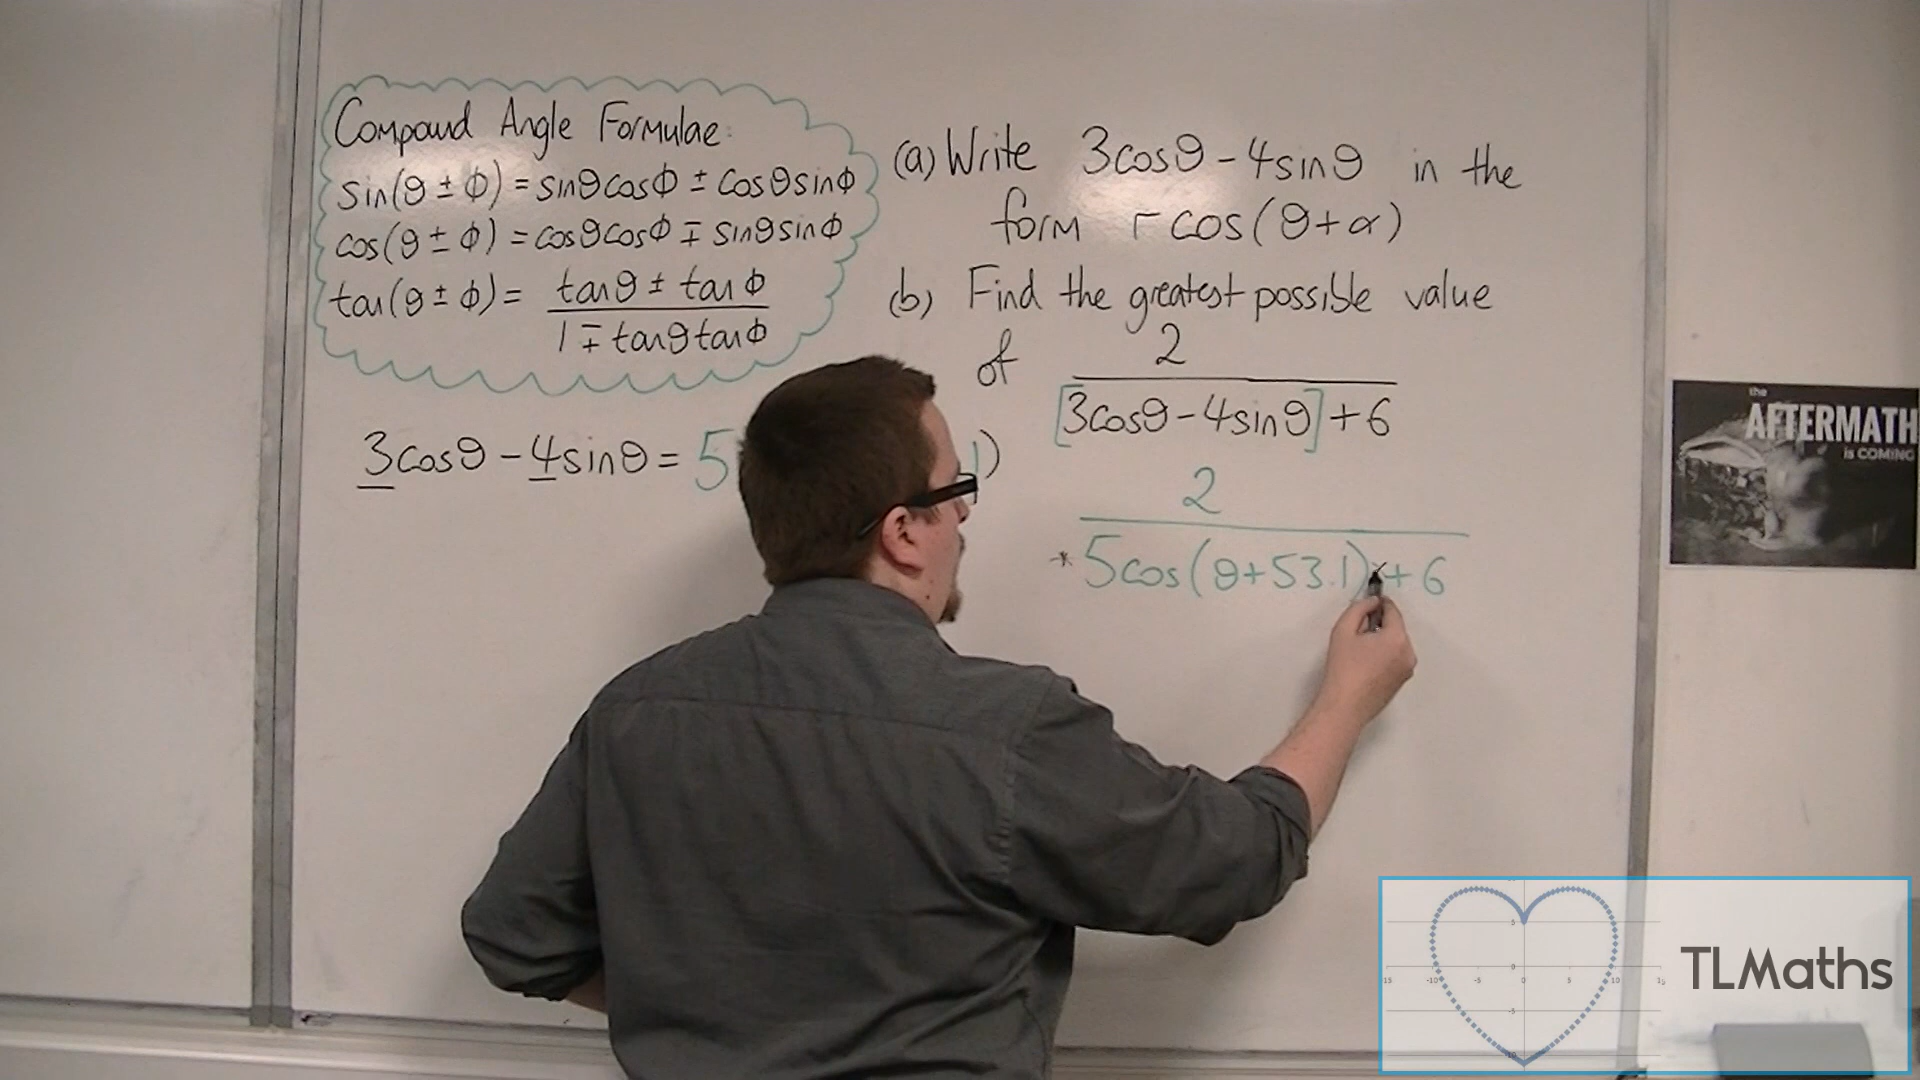 Compound Angle Formulae:
sin(θ ± ϕ) = sinθcosϕ ± cosθsinϕ
cos(θ ± ϕ) = cosθcosϕ ∓ sinθsinϕ
tan(θ ± ϕ) = tanθ ± tanϕ
1 ∓ tanθtanϕ
3cosθ - 4sinθ = 5
1)
(a) Write 3cosθ - 4sinθ in the
form rcos(θ+α)
(b) Find the greatest possible value
of 2
[3cosθ - 4sinθ] + 6
2
* 5cos(θ+53.1) + 6
the
AFTERMATH
is COMING
TLMaths